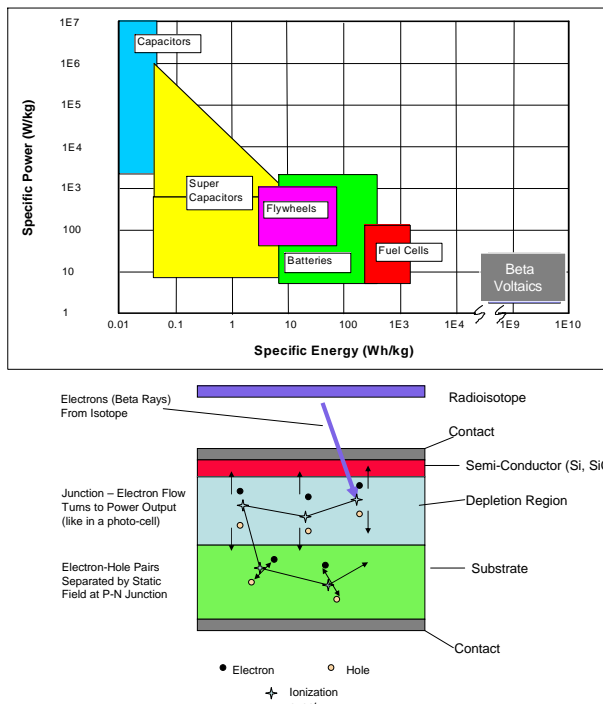 Specific Power (W/kg)
1E7
1E6
1E5
1E4
1E3
100
10
1
Capacitors
Super
Capacitors
Flywheels
Batteries
Fuel Cells
Beta
Voltaics
0.01
0.1
1
10
100
1E3
1E4
1E9
1E10
Specific Energy (Wh/kg)
Electrons (Beta Rays)
From Isotope
Radioisotope
Contact
Semi-Conductor (Si, SiC
Junction – Electron Flow
Turns to Power Output
(like in a photo-cell)
Depletion Region
Electron-Hole Pairs
Separated by Static
Field at P-N Junction
Substrate
Contact
Electron
Hole
Ionization